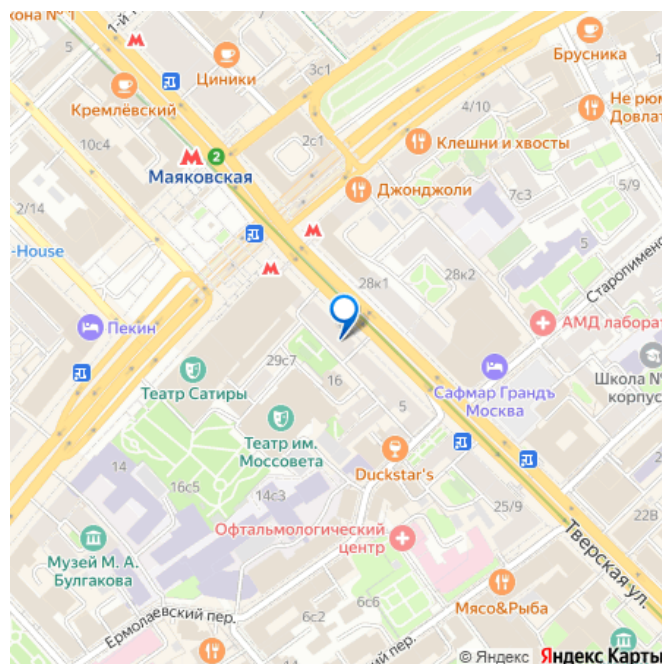 кона № 1
1-й
Циники
3с1
Брусника
Кремлёвский
4/10
Не рюм
Довлат
10с4
2с1
Клешни и хвосты
2
Маяковская
Джонджоли
7с3
5/9
2/14
5
-House
Старопименов
28к1
28к2
Пекин
АМД лаборат
29с7
Театр Сатиры
16
Сафмар Грандъ
Москва
Школа №
корпус
5
Театр им.
Моссовета
Duckstar's
14
16с5
14с3
25/9
22В
Офтальмологический
центр
Тверская ул.
Музей М. А.
Булгакова
Мясо&Рыба
6с6
6с2
Ермолаевский пер.
пер.
© Яндекс Яндекс Карты